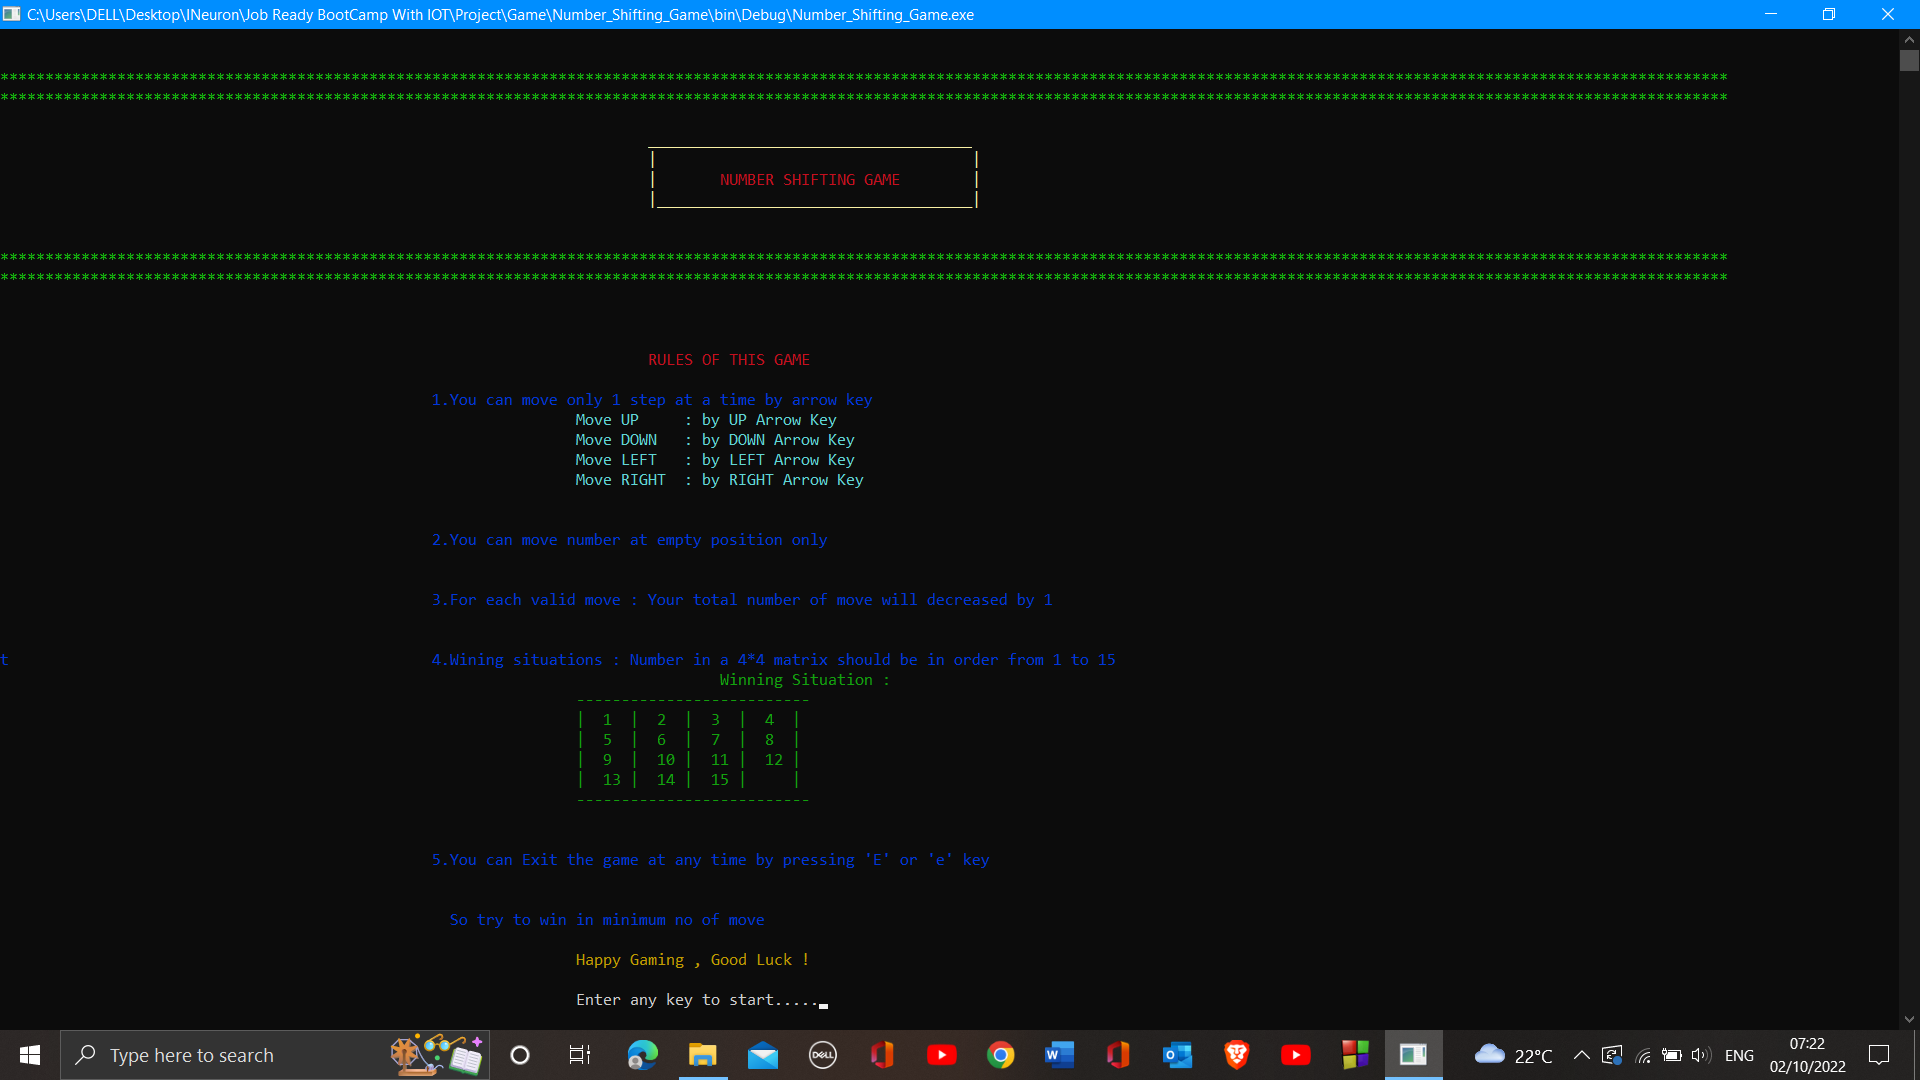 C:\Users\DELL\Desktop\INeuron\Job Ready BootCamp With IOT\Project\Game\Number_Shifting_Game\bin\Debug\Number_Shifting_Game.exe
************************************************************************************************************************************************************************************************
************************************************************************************************************************************************************************************************
NUMBER SHIFTING GAME
************************************************************************************************************************************************************************************************
************************************************************************************************************************************************************************************************
RULES OF THIS GAME
1.You can move only 1 step at a time by arrow key
Move UP     : by UP Arrow Key
Move DOWN   : by DOWN Arrow Key
Move LEFT   : by LEFT Arrow Key
Move RIGHT  : by RIGHT Arrow Key
2.You can move number at empty position only
3.For each valid move : Your total number of move will decreased by 1
t 4.Wining situations : Number in a 4*4 matrix should be in order from 1 to 15
Winning Situation :
--------------------------
|  1  |  2  |  3  |  4  |
|  5  |  6  |  7  |  8  |
|  9  |  10 |  11 |  12 |
|  13 |  14 |  15 |     |
--------------------------
5.You can Exit the game at any time by pressing 'E' or 'e' key
So try to win in minimum no of move
Happy Gaming , Good Luck !
Enter any key to start.....
Type here to search
DELL
22°C
ENG
07:22
02/10/2022